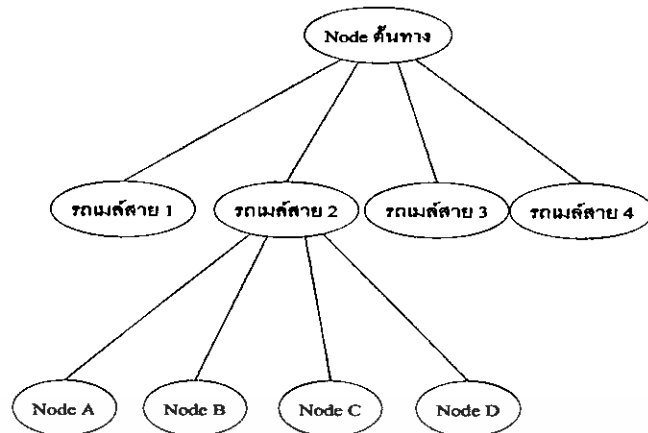 Node ต้นทาง
รถเมล์สาย 1
รถเมล์สาย 2
รถเมล์สาย 3
รถเมล์สาย 4
Node A
Node B
Node C
Node D